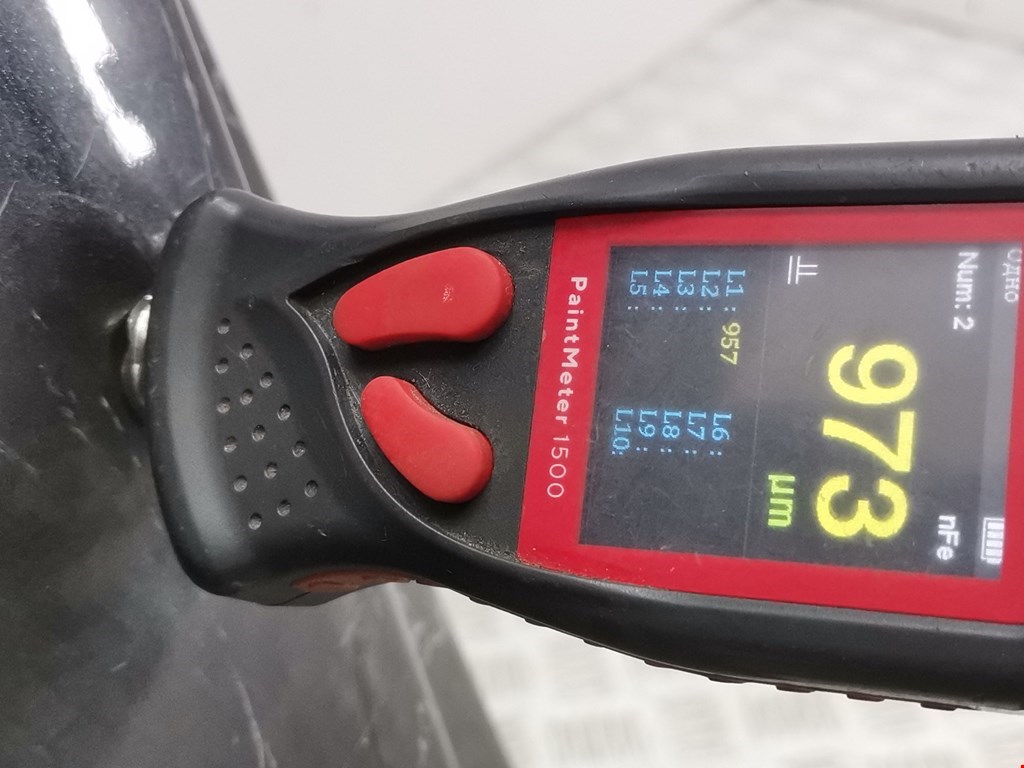 одно
Num: 2
nFe
973
μm
L1: 957
L2:
L3:
L4:
L5:
L6:
L7:
L8:
L9:
L10:
PaintMeter 1500